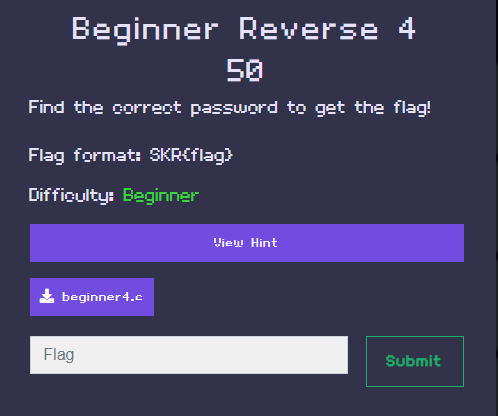 Beginner Reverse 4
50
Find the correct password to get the flag!
Flag format: SKR{flag}
Difficulty: Beginner
View Hint
beginner4.c
Flag
Submit